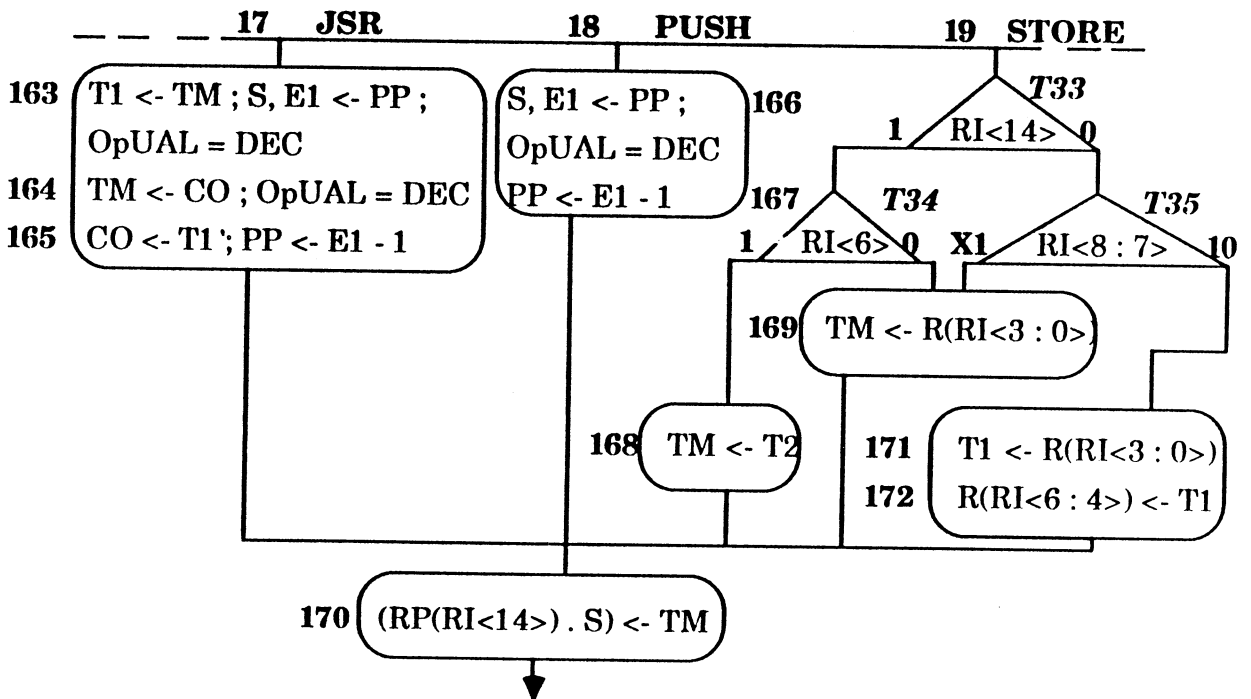 17 JSR 18 PUSH 19 STORE
163 T1 <- TM ; S, E1 <- PP ;
OpUAL = DEC
164 TM <- CO ; OpUAL = DEC
165 CO <- T1 ; PP <- E1 - 1
S, E1 <- PP ; 166
OpUAL = DEC
PP <- E1 - 1 167
T33
1 RI<14> 0
T34
1 RI<6> 0
T35
X1 RI<8 : 7> 10
169 TM <- R(RI<3 : 0>)
168 TM <- T2
171 T1 <- R(RI<3 : 0>)
172 R(RI<6 : 4>) <- T1
170 (RP(RI<14>) . S) <- TM